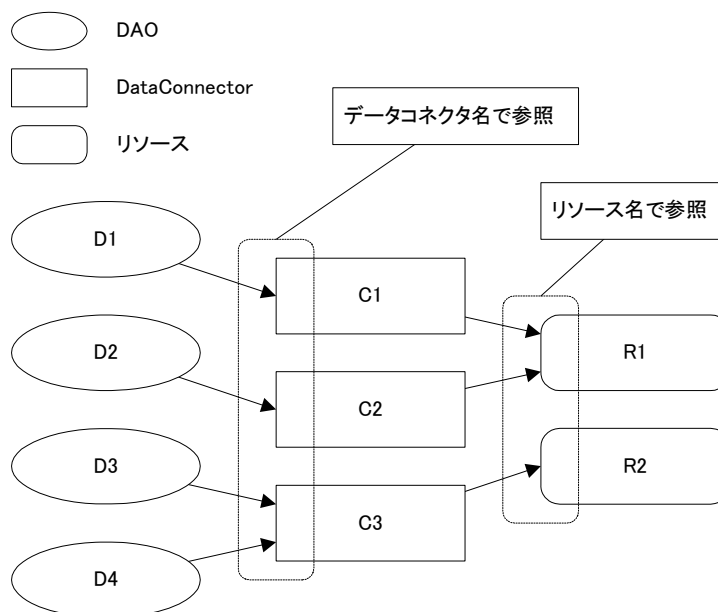 DAO
DataConnector
リソース
データコネクタ名で参照
リソース名で参照
D1
C1
D2
R1
C2
D3
R2
C3
D4